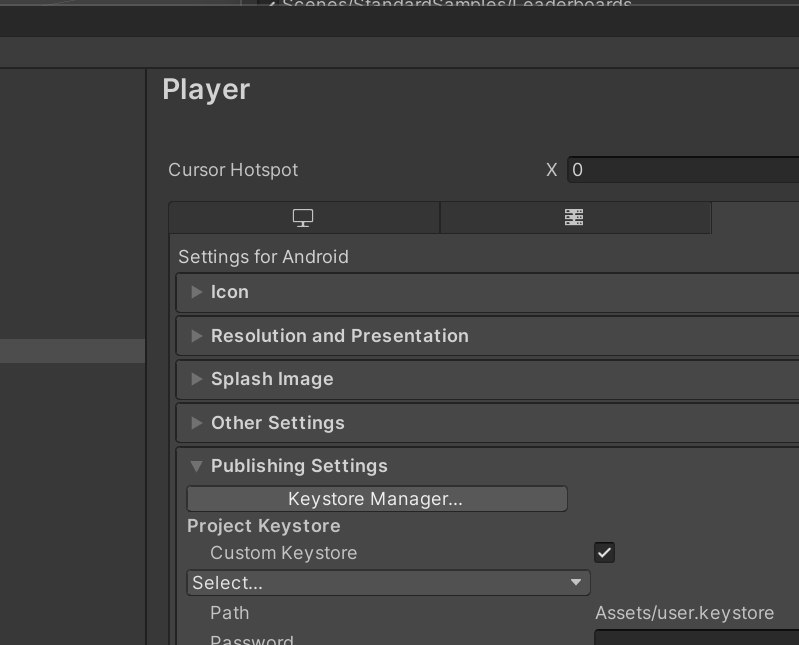 Scenes/StandardSamples/Leaderboards
Player
Cursor Hotspot X 0
Settings for Android
Icon
Resolution and Presentation
Splash Image
Other Settings
Publishing Settings
Keystore Manager...
Project Keystore
Custom Keystore
Select...
Path Assets/user.keystore
Password